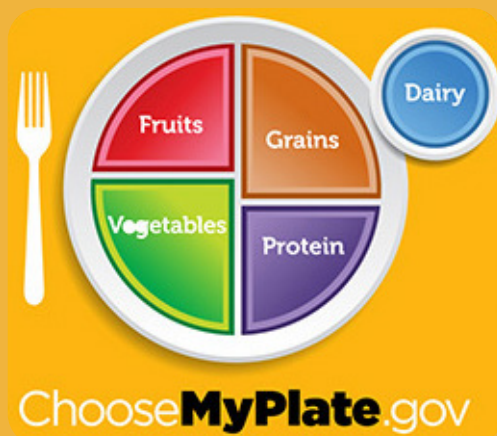 Dairy
Fruits
Grains
Vegetables
Protein
ChooseMyPlate.gov